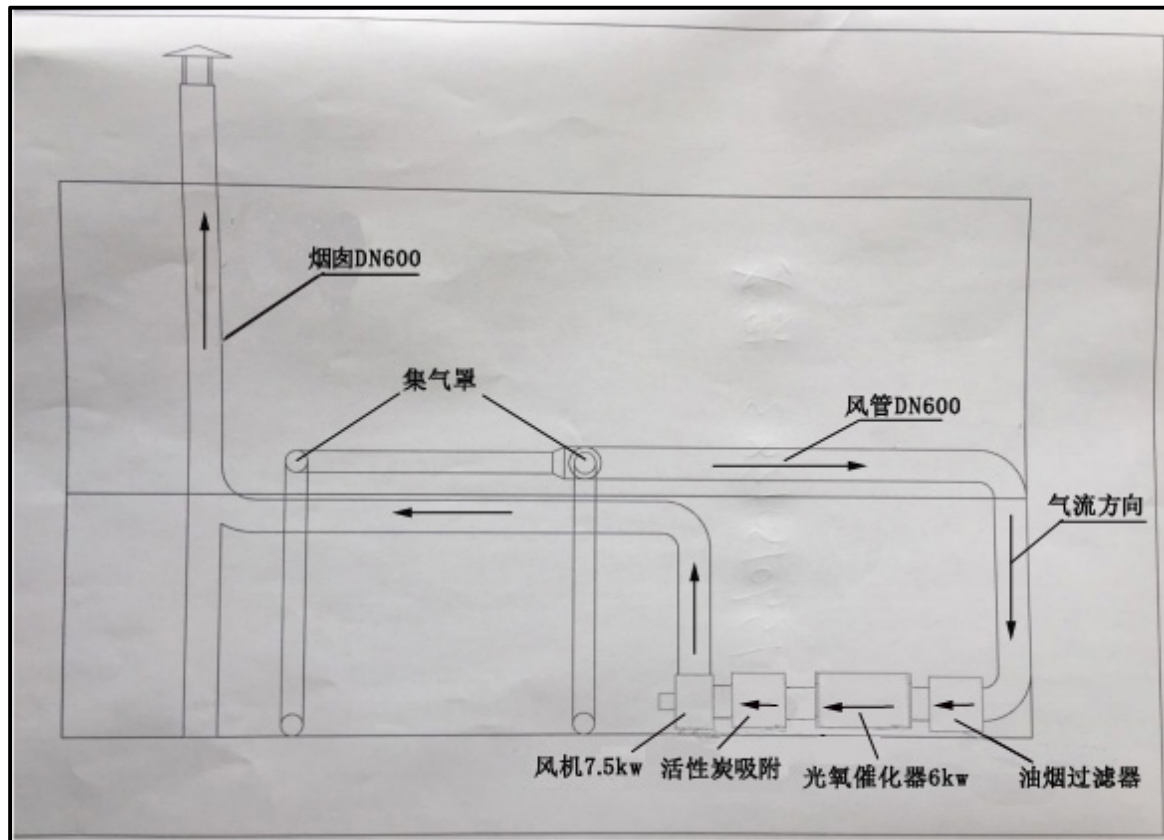 烟囱DN600
集气罩
风管DN600
气流方向
风机7.5kw
活性炭吸附
光氧催化器6kw
油烟过滤器